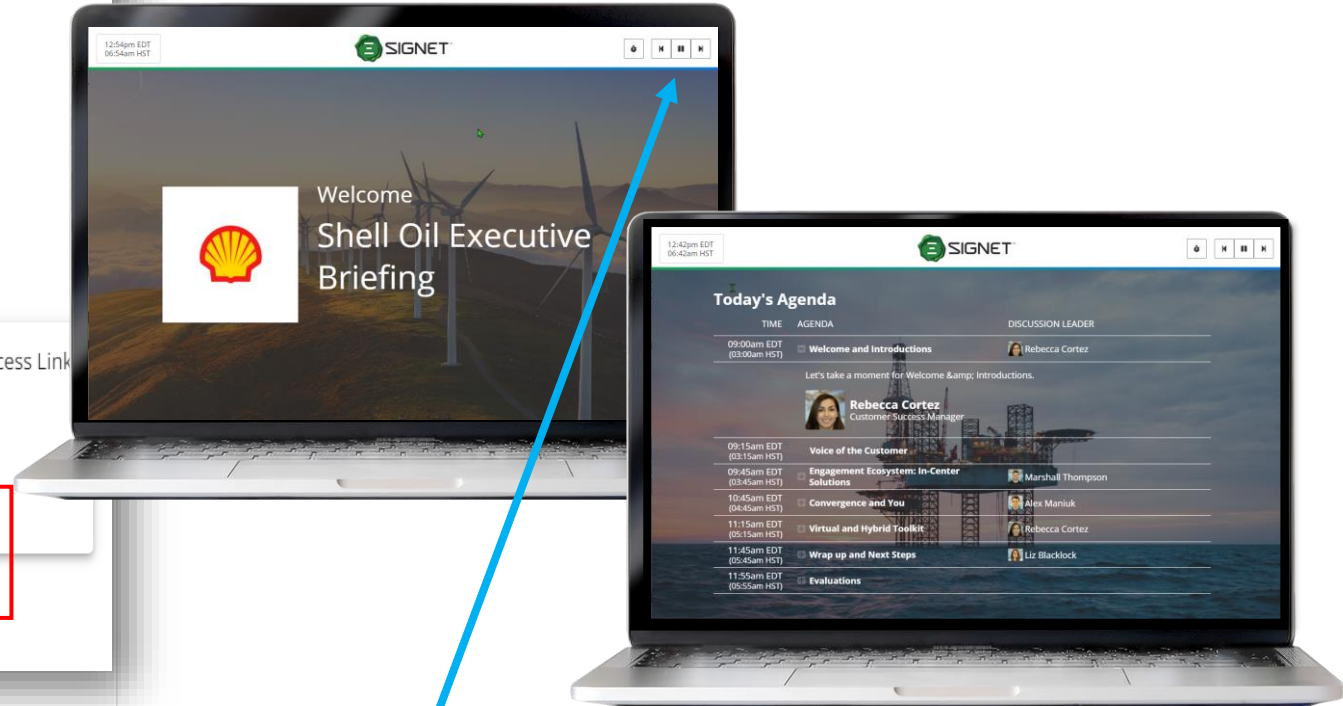 12:54pm EDT
06:54am HST
SIGNET
Welcome
Shell Oil Executive
Briefing
cess Link
12:42pm EDT
06:42am HST
SIGNET
Today's Agenda
TIME AGENDA DISCUSSION LEADER
09:00am EDT
(03:00am HST)
Welcome and Introductions Rebecca Cortez
Let's take a moment for Welcome &amp; Introductions.
Rebecca Cortez
Customer Success Manager
09:15am EDT
(03:15am HST)
Voice of the Customer
09:45am EDT
(03:45am HST)
Engagement Ecosystem: In-Center
Solutions
Marshall Thompson
10:45am EDT
(04:45am HST)
Convergence and You Alex Maniuk
11:15am EDT
(05:15am HST)
Virtual and Hybrid Toolkit Rebecca Cortez
11:45am EDT
(05:45am HST)
Wrap up and Next Steps Liz Blacklock
11:55am EDT
(05:55am HST)
Evaluations